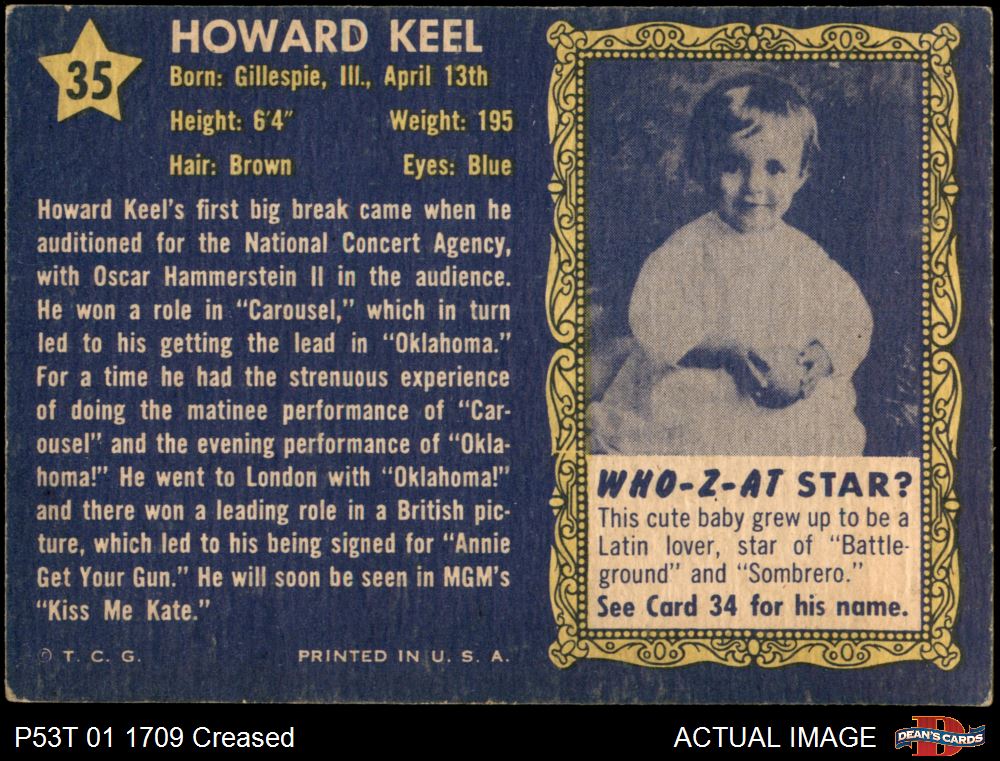 35
HOWARD KEEL
Born: Gillespie, Ill., April 13th
Height: 6'4" Weight: 195
Hair: Brown Eyes: Blue
Howard Keel's first big break came when he
auditioned for the National Concert Agency,
with Oscar Hammerstein II in the audience.
He won a role in "Carousel," which in turn
led to his getting the lead in "Oklahoma."
For a time he had the strenuous experience
of doing the matinee performance of "Car-
ousel" and the evening performance of "Okla-
homa!" He went to London with "Oklahoma!"
and there won a leading role in a British pic-
ture, which led to his being signed for "Annie
Get Your Gun." He will soon be seen in MGM's
"Kiss Me Kate."
© T. C. G. PRINTED IN U. S. A.
WHO-Z-AT STAR?
This cute baby grew up to be a
Latin lover, star of "Battle-
ground" and "Sombrero."
See Card 34 for his name.
P53T 01 1709 Creased
ACTUAL IMAGE
DEAN'S CARDS